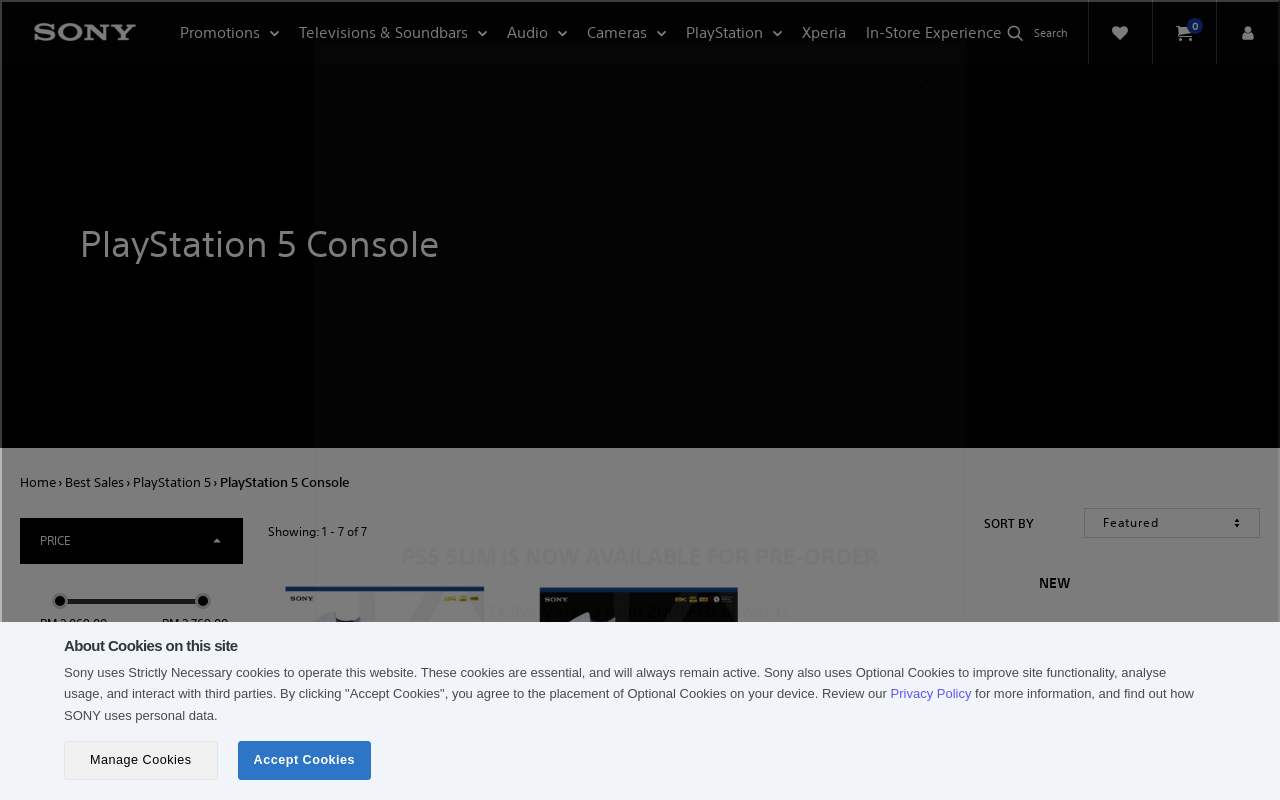 SONY
Promotions
Televisions & Soundbars
Audio
Cameras
PlayStation
Xperia
In-Store Experience
Search
0
PlayStation 5 Console
Home › Best Sales › PlayStation 5 › PlayStation 5 Console
PRICE
Showing: 1 - 7 of 7
SORT BY
Featured
PS5 SLIM IS NOW AVAILABLE FOR PRE-ORDER
NEW
SONY
SONY
About Cookies on this site
Sony uses Strictly Necessary cookies to operate this website. These cookies are essential, and will always remain active. Sony also uses Optional Cookies to improve site functionality, analyse
usage, and interact with third parties. By clicking "Accept Cookies", you agree to the placement of Optional Cookies on your device. Review our Privacy Policy for more information, and find out how
SONY uses personal data.
Manage Cookies
Accept Cookies